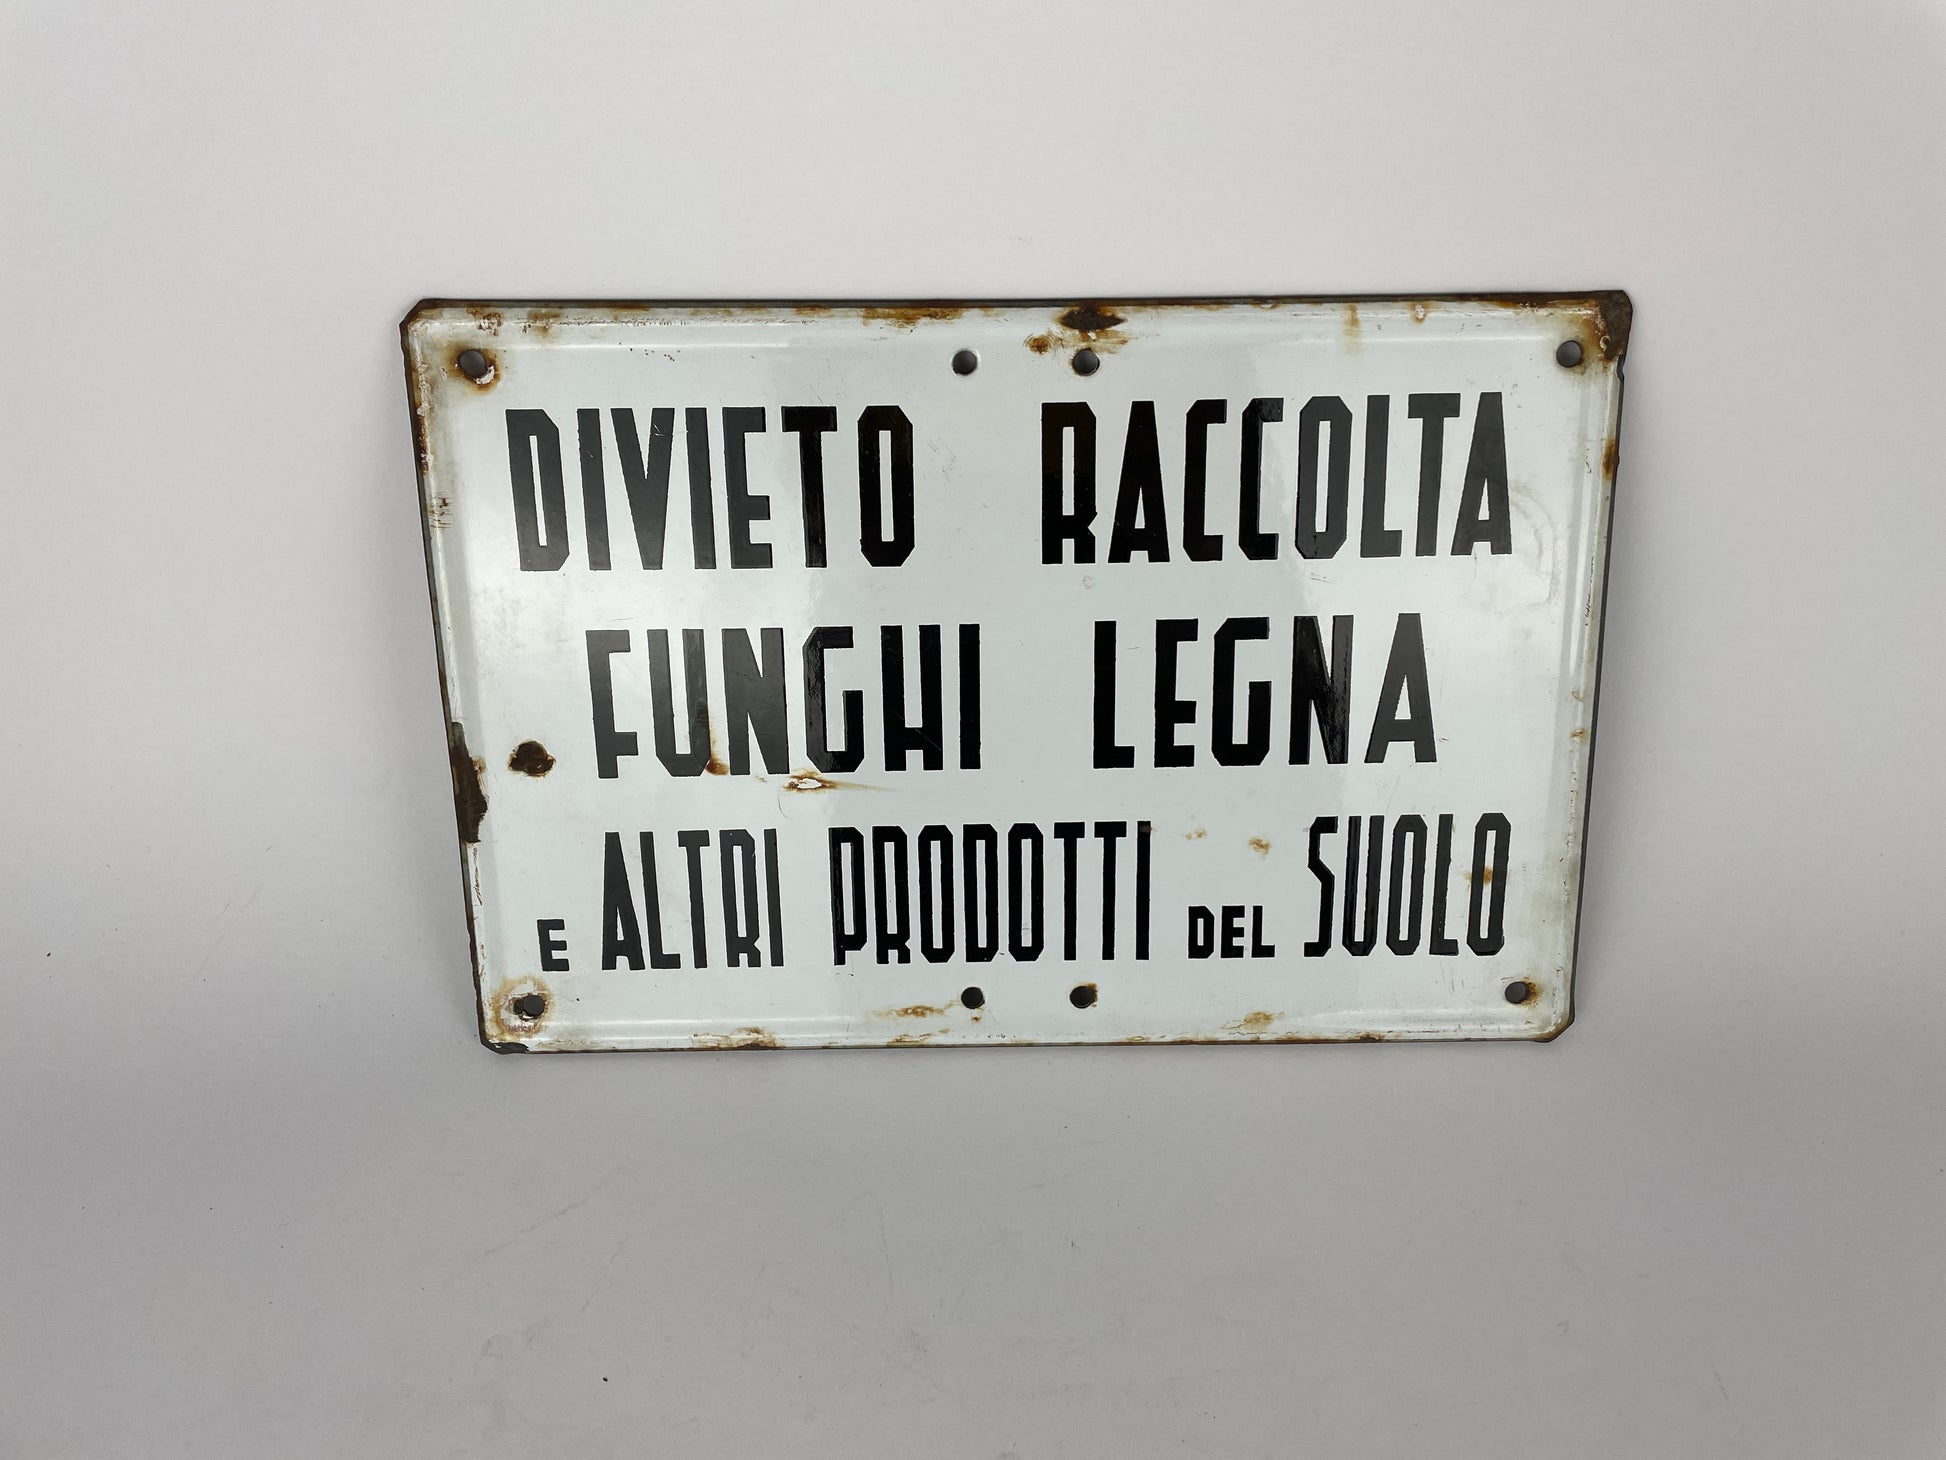 DIVIETO RACCOLTA
FUNGHI LEGNA
E ALTRI PRODOTTI DEL SUOLO